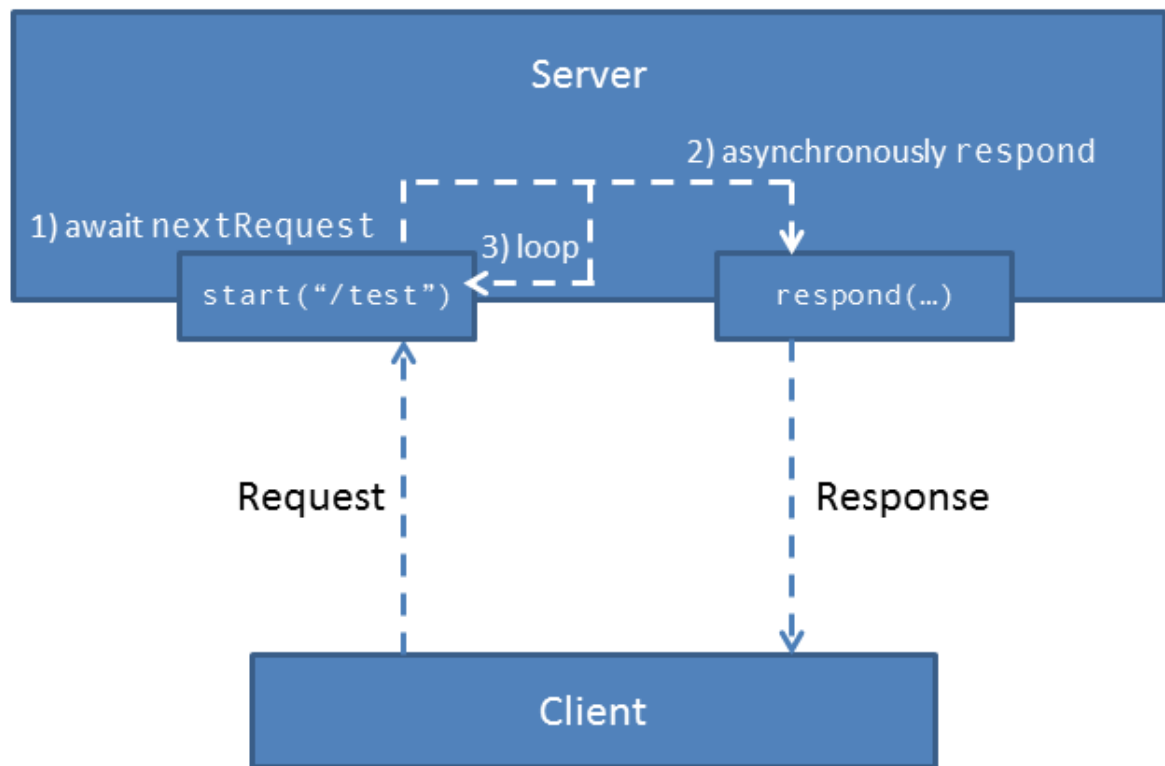 Server
2) asynchronously respond
1) await nextRequest
3) loop
start(“/test”)
respond(…)
Request
Response
Client